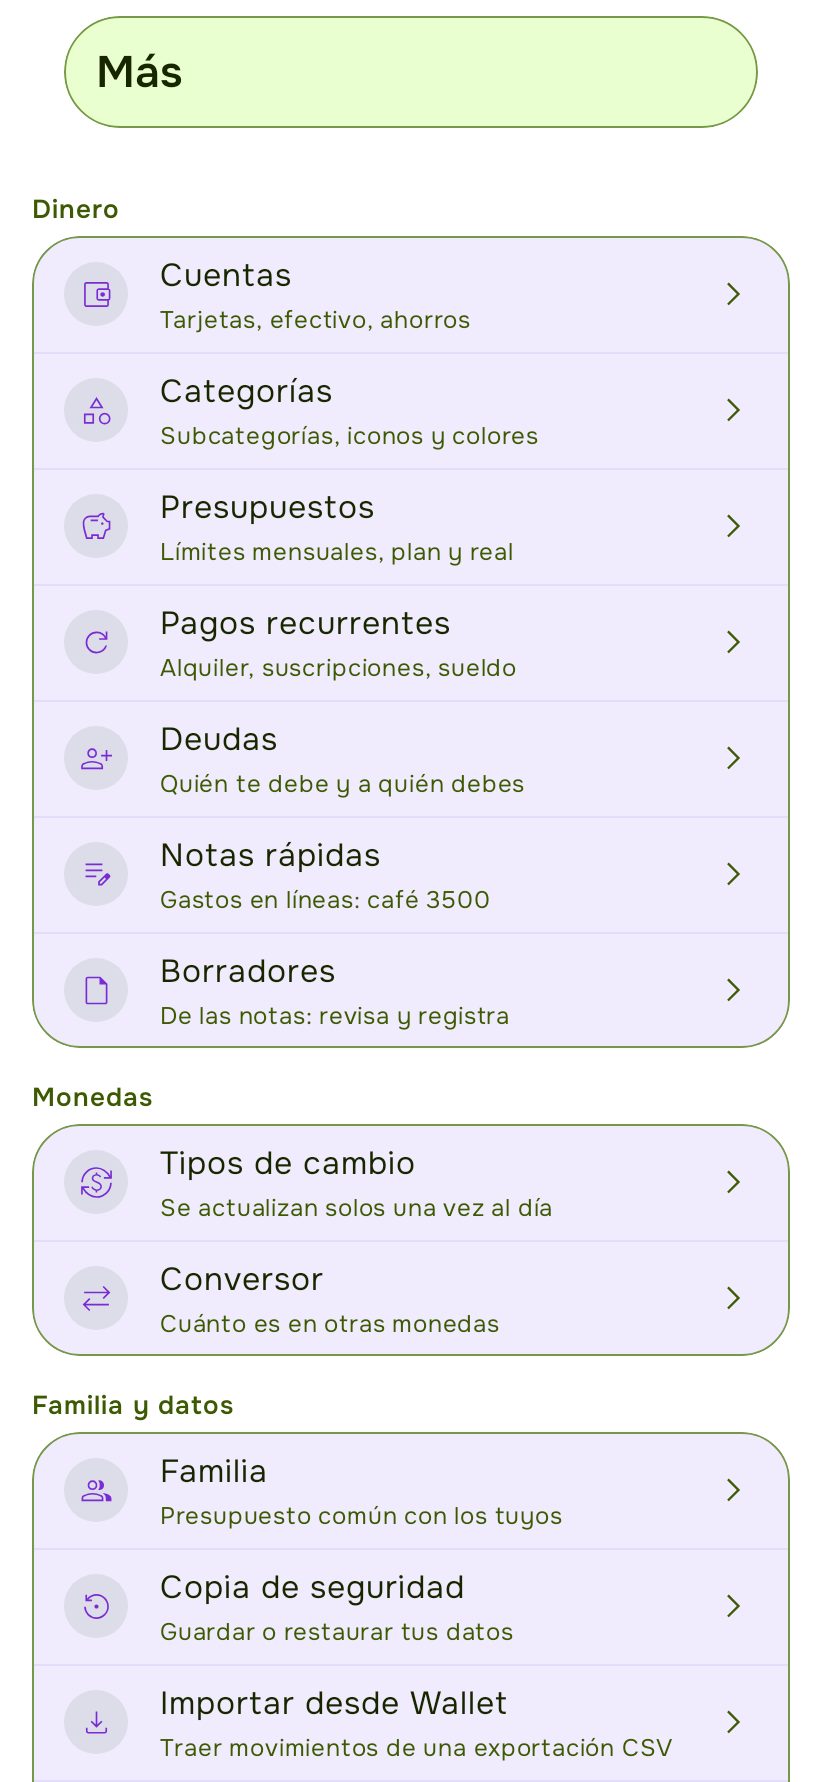 Más
Dinero
Cuentas
Tarjetas, efectivo, ahorros
Categorías
Subcategorías, iconos y colores
Presupuestos
Límites mensuales, plan y real
Pagos recurrentes
Alquiler, suscripciones, sueldo
Deudas
Quién te debe y a quién debes
Notas rápidas
Gastos en líneas: café 3500
Borradores
De las notas: revisa y registra
Monedas
Tipos de cambio
Se actualizan solos una vez al día
Conversor
Cuánto es en otras monedas
Familia y datos
Familia
Presupuesto común con los tuyos
Copia de seguridad
Guardar o restaurar tus datos
Importar desde Wallet
Traer movimientos de una exportación CSV